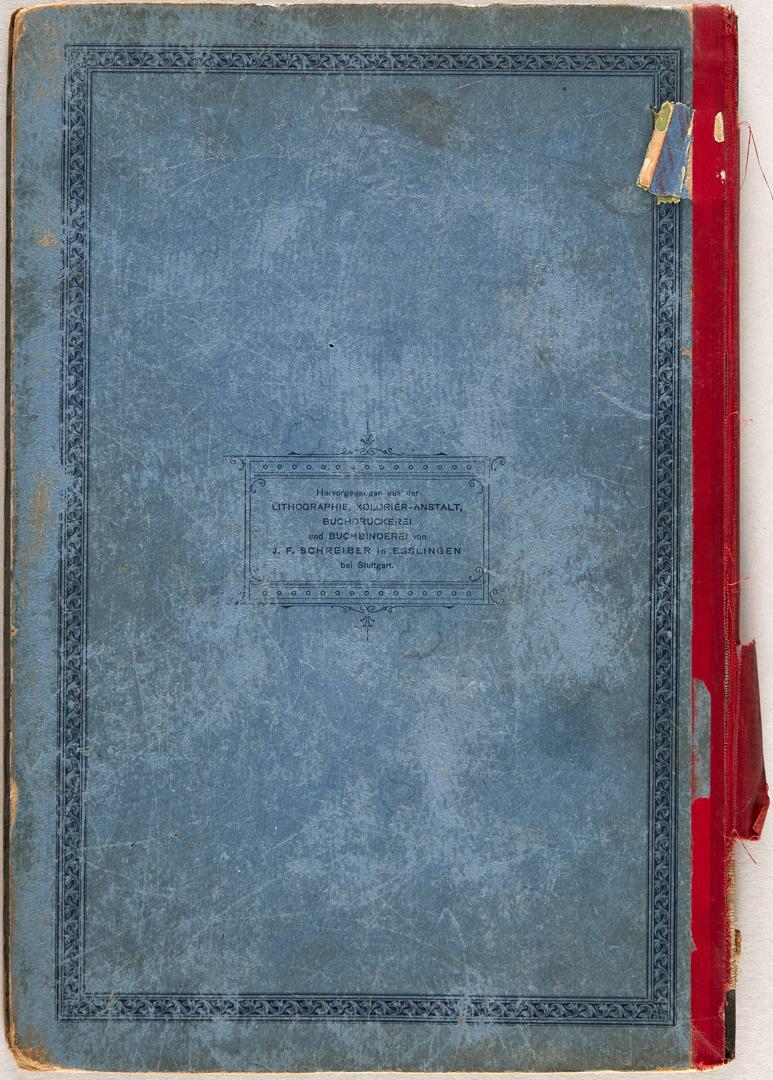 Hervorgegangen aus der
LITHOGRAPHIE, KOLORIER-ANSTALT,
BUCHDRUCKEREI
und BUCHBINDEREI von
J. F. SCHREIBER in ESSLINGEN
bei Stuttgart.